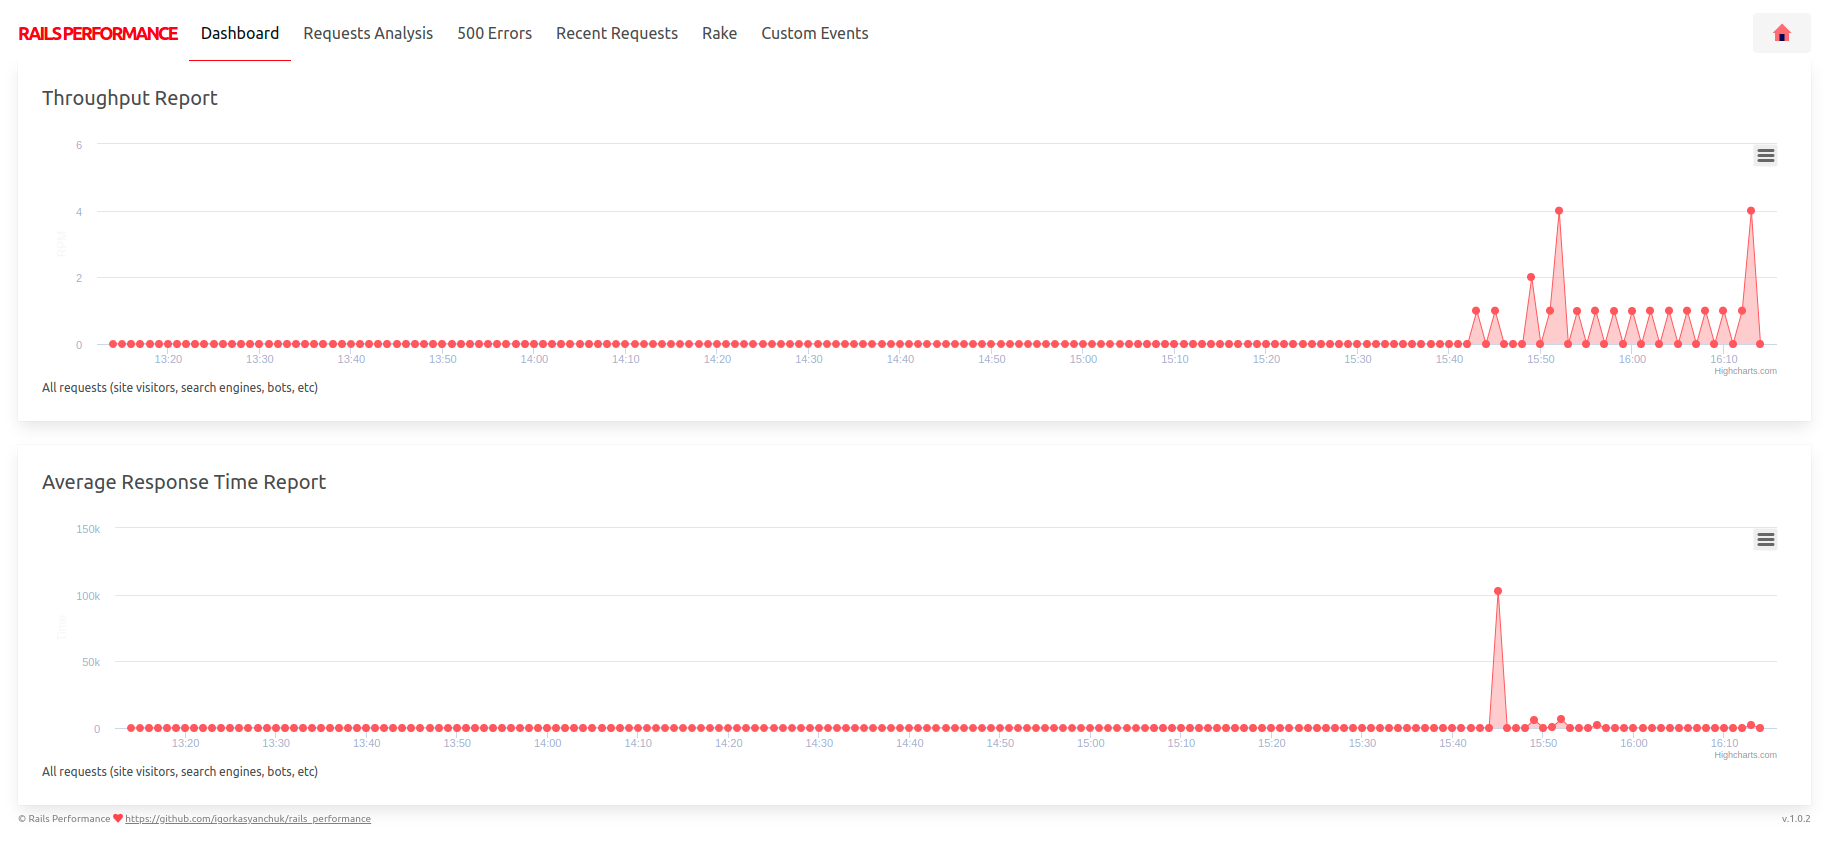 RAILS PERFORMANCE Dashboard Requests Analysis 500 Errors Recent Requests Rake Custom Events
Throughput Report
6
4
RPM
2
0
13:20 13:30 13:40 13:50 14:00 14:10 14:20 14:30 14:40 14:50 15:00 15:10 15:20 15:30 15:40 15:50 16:00 16:10
Highcharts.com
All requests (site visitors, search engines, bots, etc)
Average Response Time Report
150k
100k
Time
50k
0
13:20 13:30 13:40 13:50 14:00 14:10 14:20 14:30 14:40 14:50 15:00 15:10 15:20 15:30 15:40 15:50 16:00 16:10
Highcharts.com
All requests (site visitors, search engines, bots, etc)
© Rails Performance ❤ https://github.com/igorkasyanchuk/rails_performance v.1.0.2